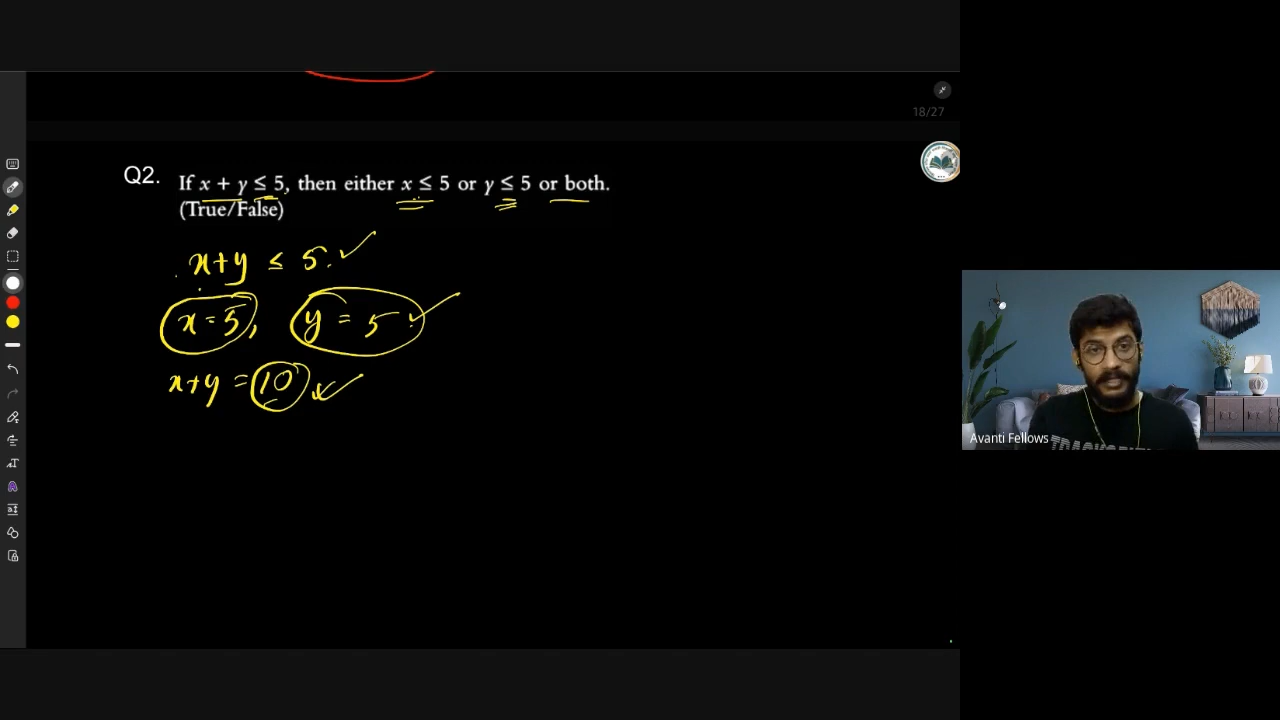 18/27
Q2. If x + y ≤ 5, then either x ≤ 5 or y ≤ 5 or both.
(True/False)
x+y ≤ 5.
x = 5, y = 5
x+y = 10
Avanti Fellows